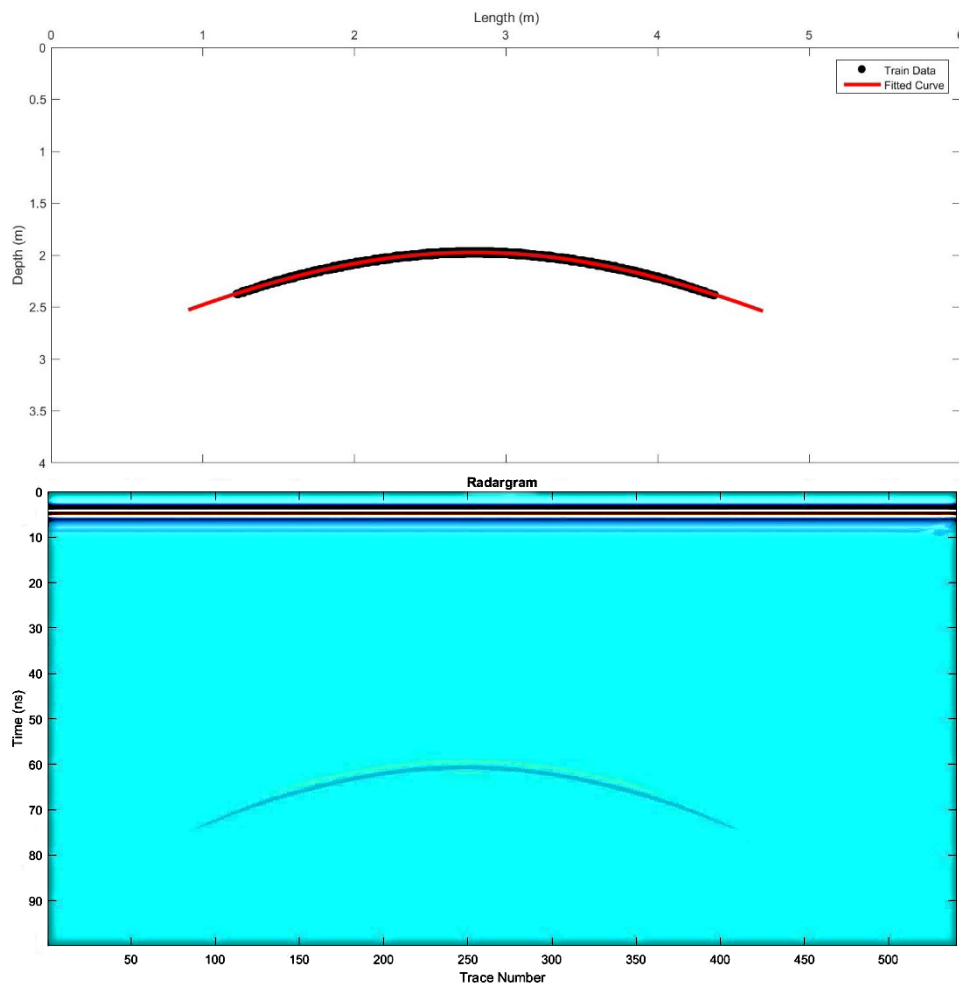 Length (m)
0 1 2 3 4 5 6
0
Train Data
Fitted Curve
0.5
1
1.5
2
2.5
3
3.5
4
Depth (m)
Radargram
0
10
20
30
40
50
60
70
80
90
Time (ns)
50 100 150 200 250 300 350 400 450 500
Trace Number